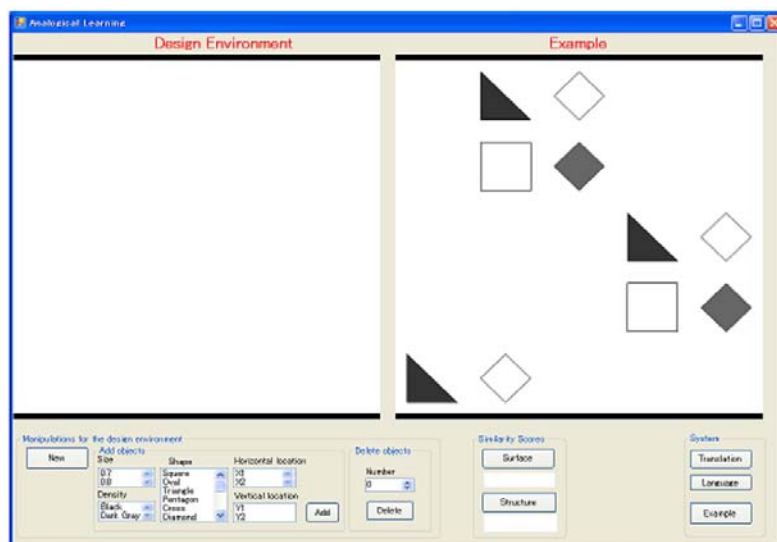 Analogical Learning
Design Environment
Example
Manipulations for the design environment
New
Add objects
Size
0.7
0.8
Density
Black
Dark Gray
Shape
Square
Oval
Triangle
Pentagon
Cross
Diamond
Horizontal location
X1
X2
Vertical location
Y1
Y2
Add
Delete objects
Number
0
Delete
Similarity Scores
Surface
Structure
System
Translation
Language
Example